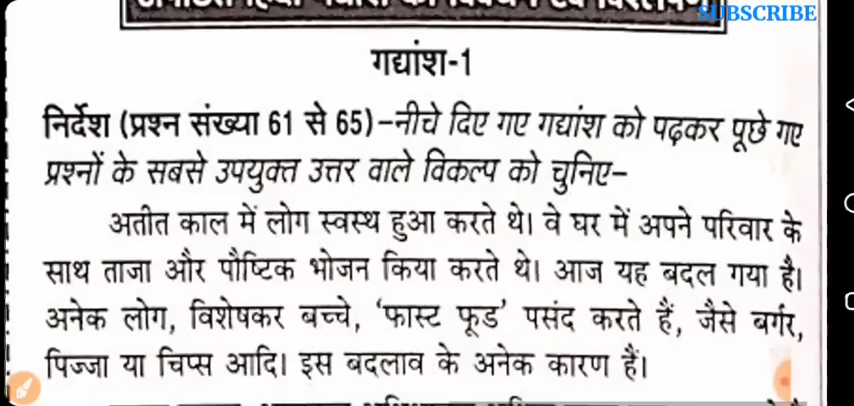 SUBSCRIBE
गद्यांश-1
निर्देश (प्रश्न संख्या 61 से 65)-नीचे दिए गए गद्यांश को पढ़कर पूछे गए
प्रश्नों के सबसे उपयुक्त उत्तर वाले विकल्प को चुनिए-
अतीत काल में लोग स्वस्थ हुआ करते थे। वे घर में अपने परिवार के
साथ ताजा और पौष्टिक भोजन किया करते थे। आज यह बदल गया है।
अनेक लोग, विशेषकर बच्चे, ‘फास्ट फूड’ पसंद करते हैं, जैसे बर्गर,
पिज्जा या चिप्स आदि। इस बदलाव के अनेक कारण हैं।